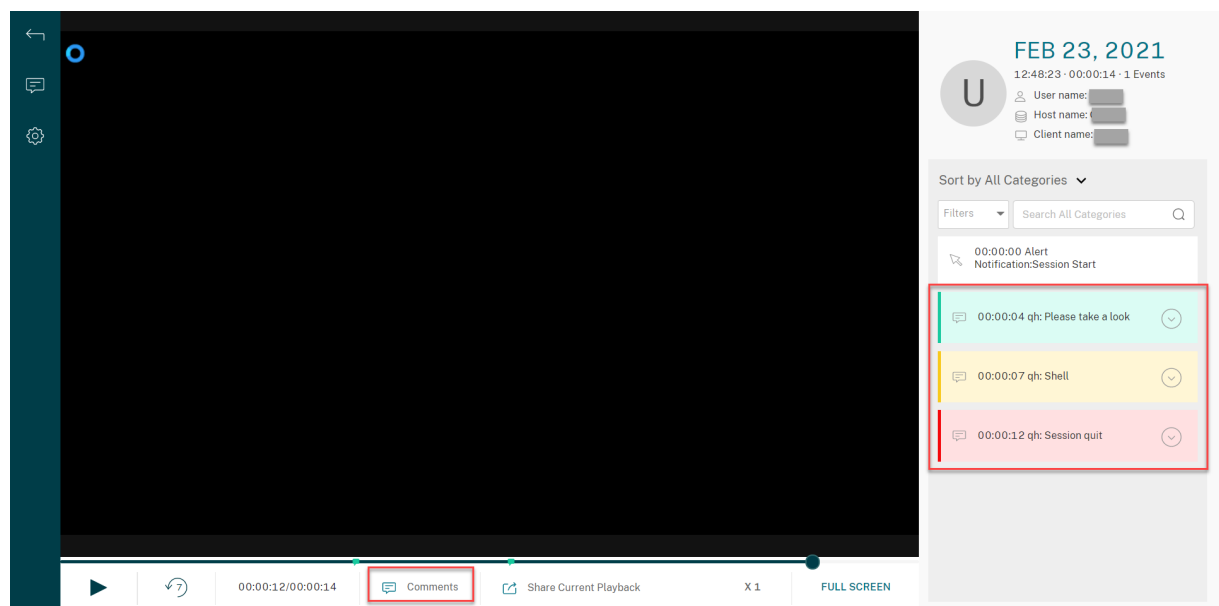 FEB 23, 2021
12:48:23 · 00:00:14 · 1 Events
U
User name:
Host name:
Client name:
Sort by All Categories
Filters
Search All Categories
00:00:00 Alert
Notification:Session Start
00:00:04 qh: Please take a look
00:00:07 qh: Shell
00:00:12 qh: Session quit
7
00:00:12/00:00:14
Comments
Share Current Playback
X 1
FULL SCREEN